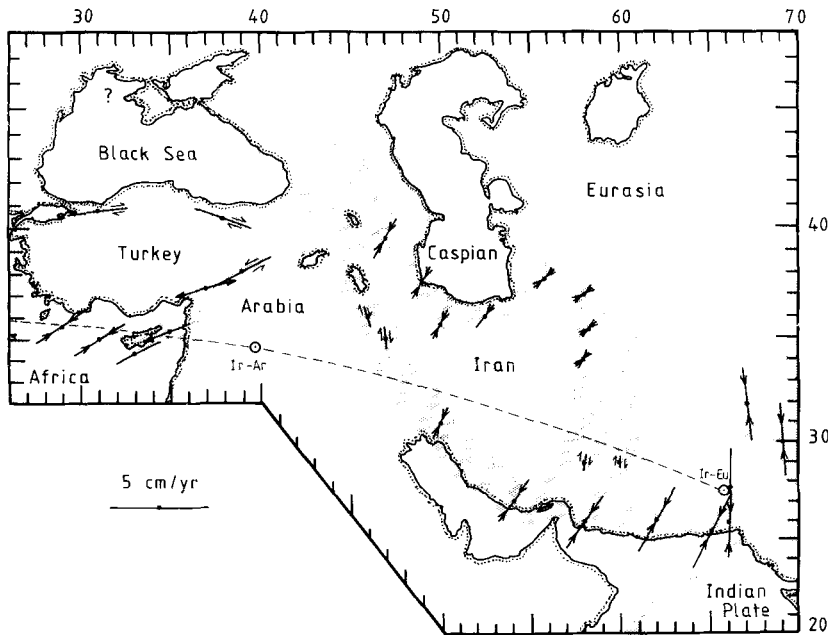 30 40 50 60 70
?
Black Sea
Eurasia
40
Turkey
Caspian
Arabia
Ir-Ar
Iran
Africa
30
Ir-Eu
5 cm/yr
Indian
Plate
20